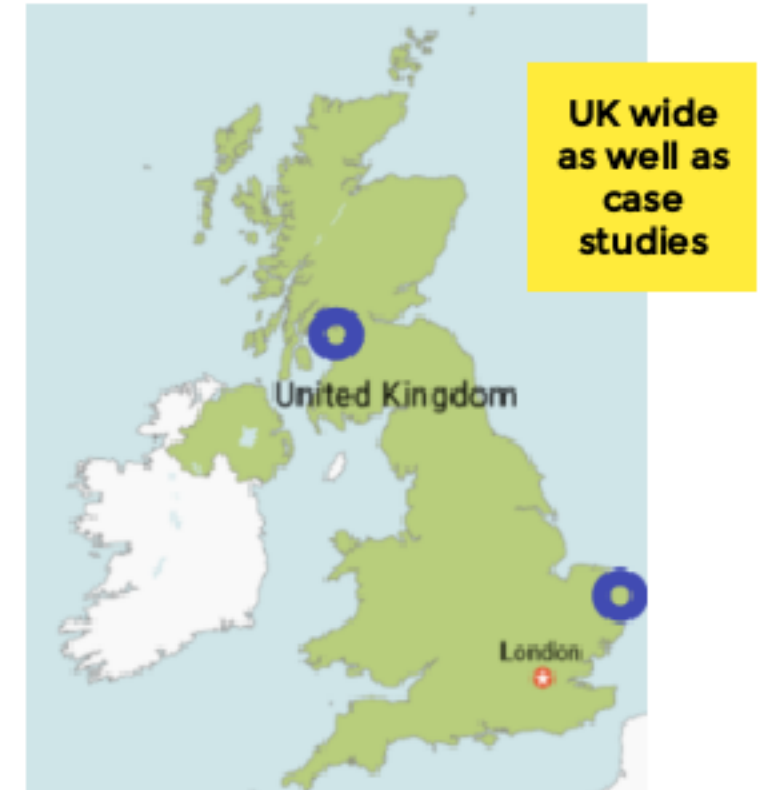 UK wide
as well as
case
studies
United Kingdom
London